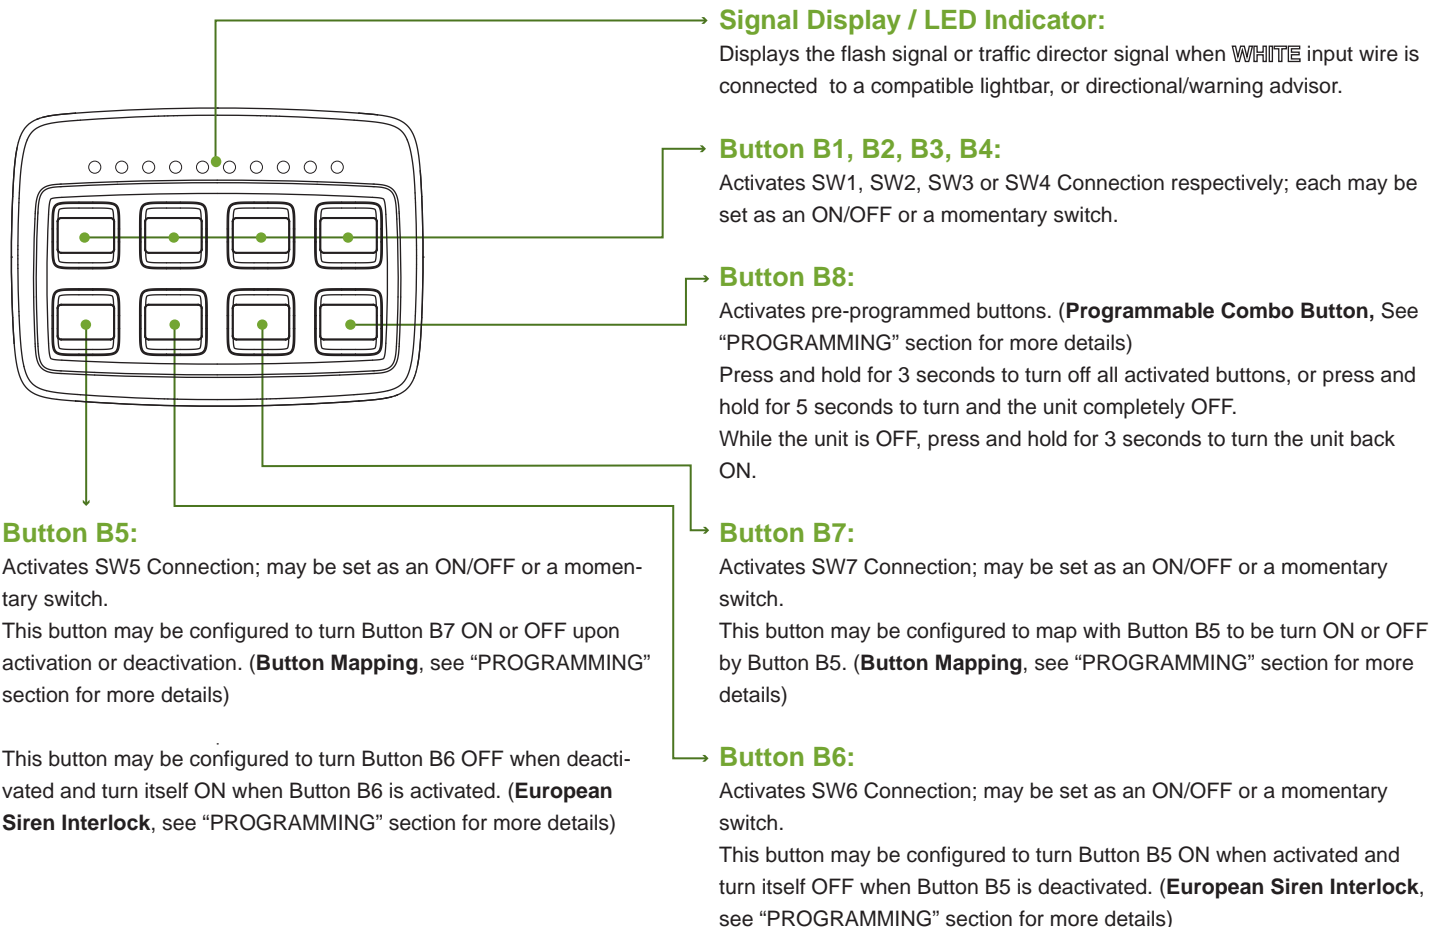 Signal Display / LED Indicator:
Displays the flash signal or traffic director signal when WHITE input wire is
connected to a compatible lightbar, or directional/warning advisor.
Button B1, B2, B3, B4:
Activates SW1, SW2, SW3 or SW4 Connection respectively; each may be
set as an ON/OFF or a momentary switch.
Button B8:
Activates pre-programmed buttons. (Programmable Combo Button, See
“PROGRAMMING” section for more details)
Press and hold for 3 seconds to turn off all activated buttons, or press and
hold for 5 seconds to turn and the unit completely OFF.
While the unit is OFF, press and hold for 3 seconds to turn the unit back
ON.
Button B5:
Activates SW5 Connection; may be set as an ON/OFF or a momen-
tary switch.
This button may be configured to turn Button B7 ON or OFF upon
activation or deactivation. (Button Mapping, see “PROGRAMMING”
section for more details)
This button may be configured to turn Button B6 OFF when deacti-
vated and turn itself ON when Button B6 is activated. (European
Siren Interlock, see “PROGRAMMING” section for more details)
Button B7:
Activates SW7 Connection; may be set as an ON/OFF or a momentary
switch.
This button may be configured to map with Button B5 to be turn ON or OFF
by Button B5. (Button Mapping, see “PROGRAMMING” section for more
details)
Button B6:
Activates SW6 Connection; may be set as an ON/OFF or a momentary
switch.
This button may be configured to turn Button B5 ON when activated and
turn itself OFF when Button B5 is deactivated. (European Siren Interlock,
see “PROGRAMMING” section for more details)